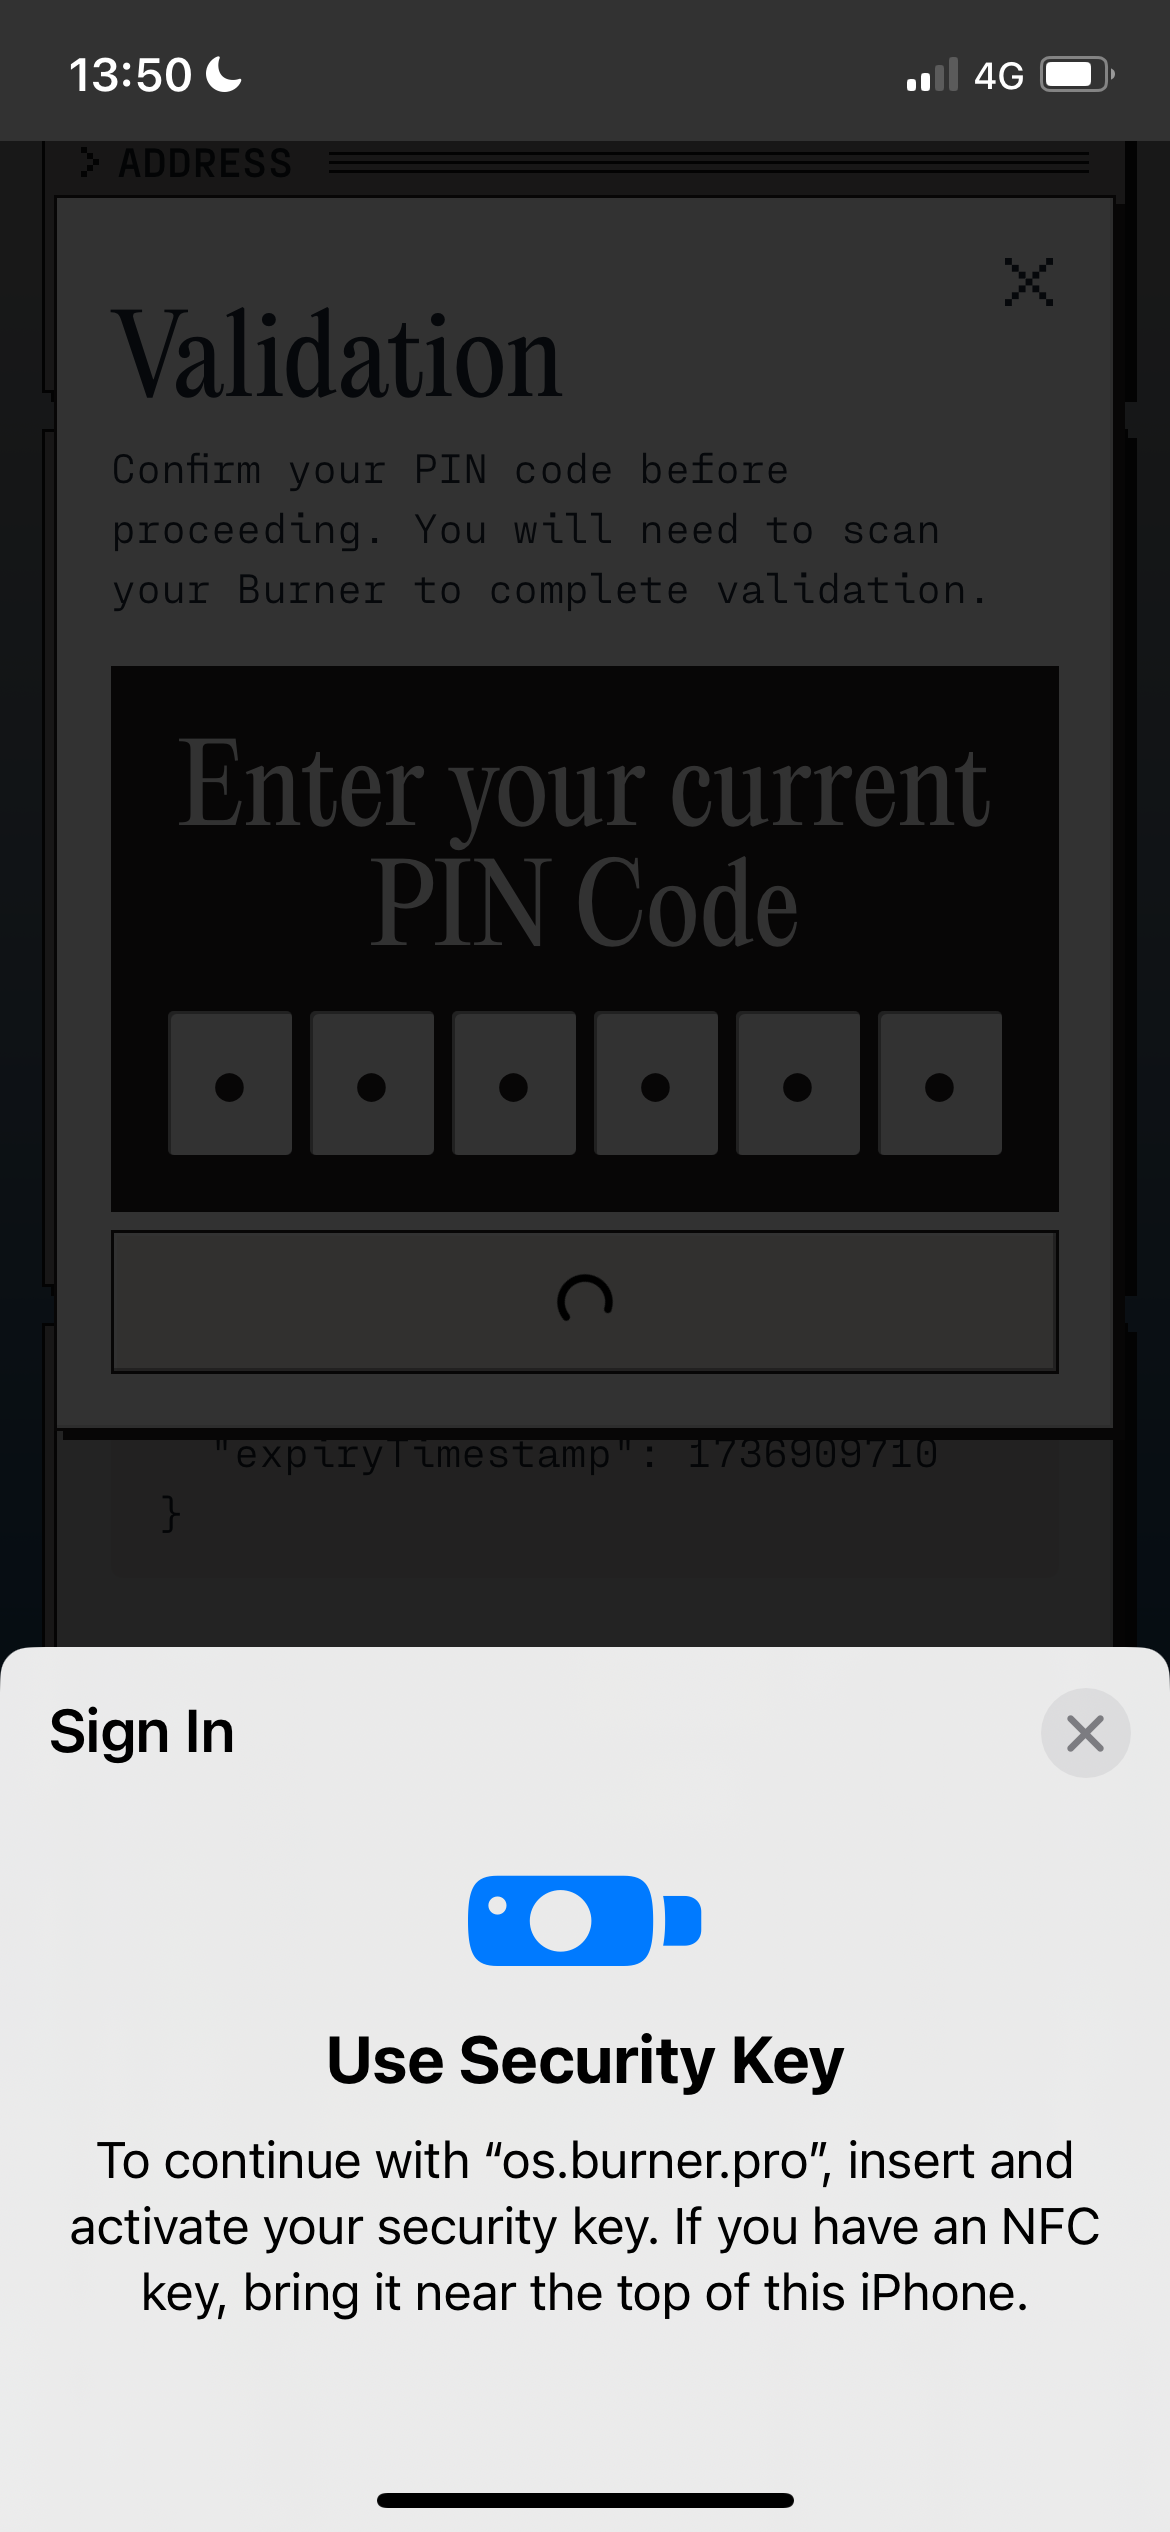 13:50
4G
ADDRESS
Validation
Confirm your PIN code before
proceeding. You will need to scan
your Burner to complete validation.
Enter your current
PIN Code
"expiryTimestamp": 1736909710
}
Sign In
Use Security Key
To continue with “os.burner.pro”, insert and
activate your security key. If you have an NFC
key, bring it near the top of this iPhone.